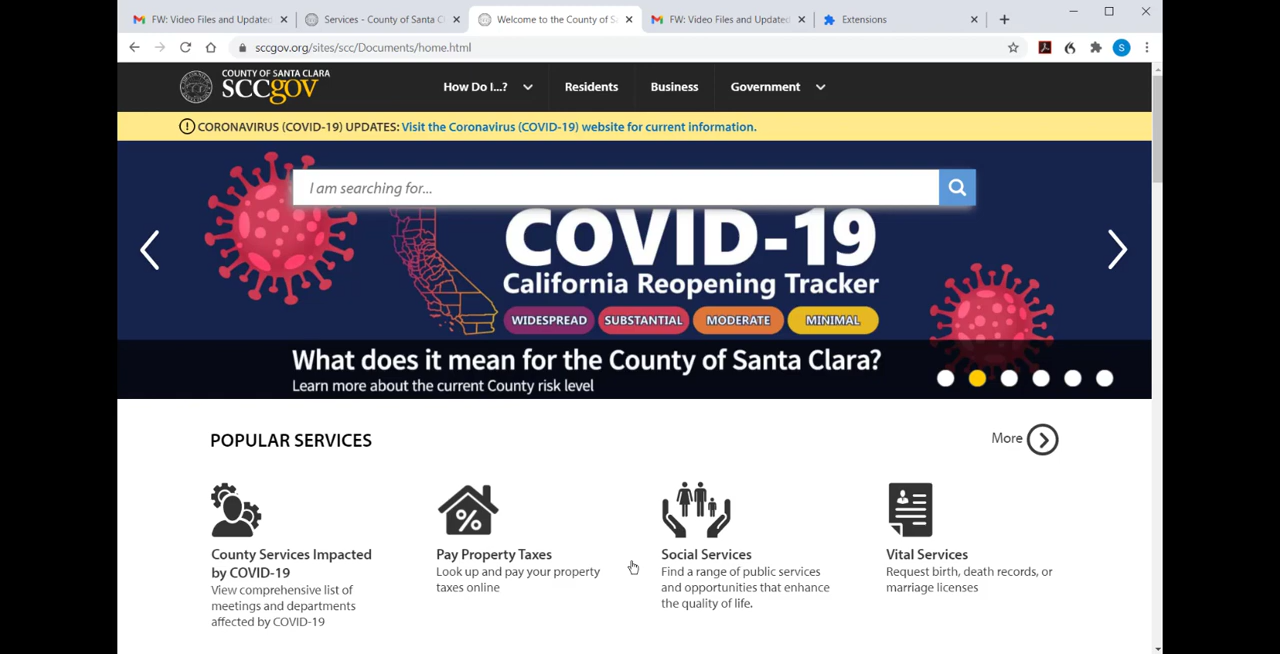 FW: Video Files and Updated
Services - County of Santa C
Welcome to the County of S
FW: Video Files and Updated
Extensions
sccgov.org/sites/scc/Documents/home.html
S
COUNTY OF SANTA CLARA
SCCGOV
How Do I...?
Residents
Business
Government
CORONAVIRUS (COVID-19) UPDATES: Visit the Coronavirus (COVID-19) website for current information.
I am searching for...
COVID-19
California Reopening Tracker
WIDESPREAD SUBSTANTIAL MODERATE MINIMAL
What does it mean for the County of Santa Clara?
Learn more about the current County risk level
POPULAR SERVICES
More
County Services Impacted
by COVID-19
View comprehensive list of
meetings and departments
affected by COVID-19
Pay Property Taxes
Look up and pay your property
taxes online
Social Services
Find a range of public services
and opportunities that enhance
the quality of life.
Vital Services
Request birth, death records, or
marriage licenses